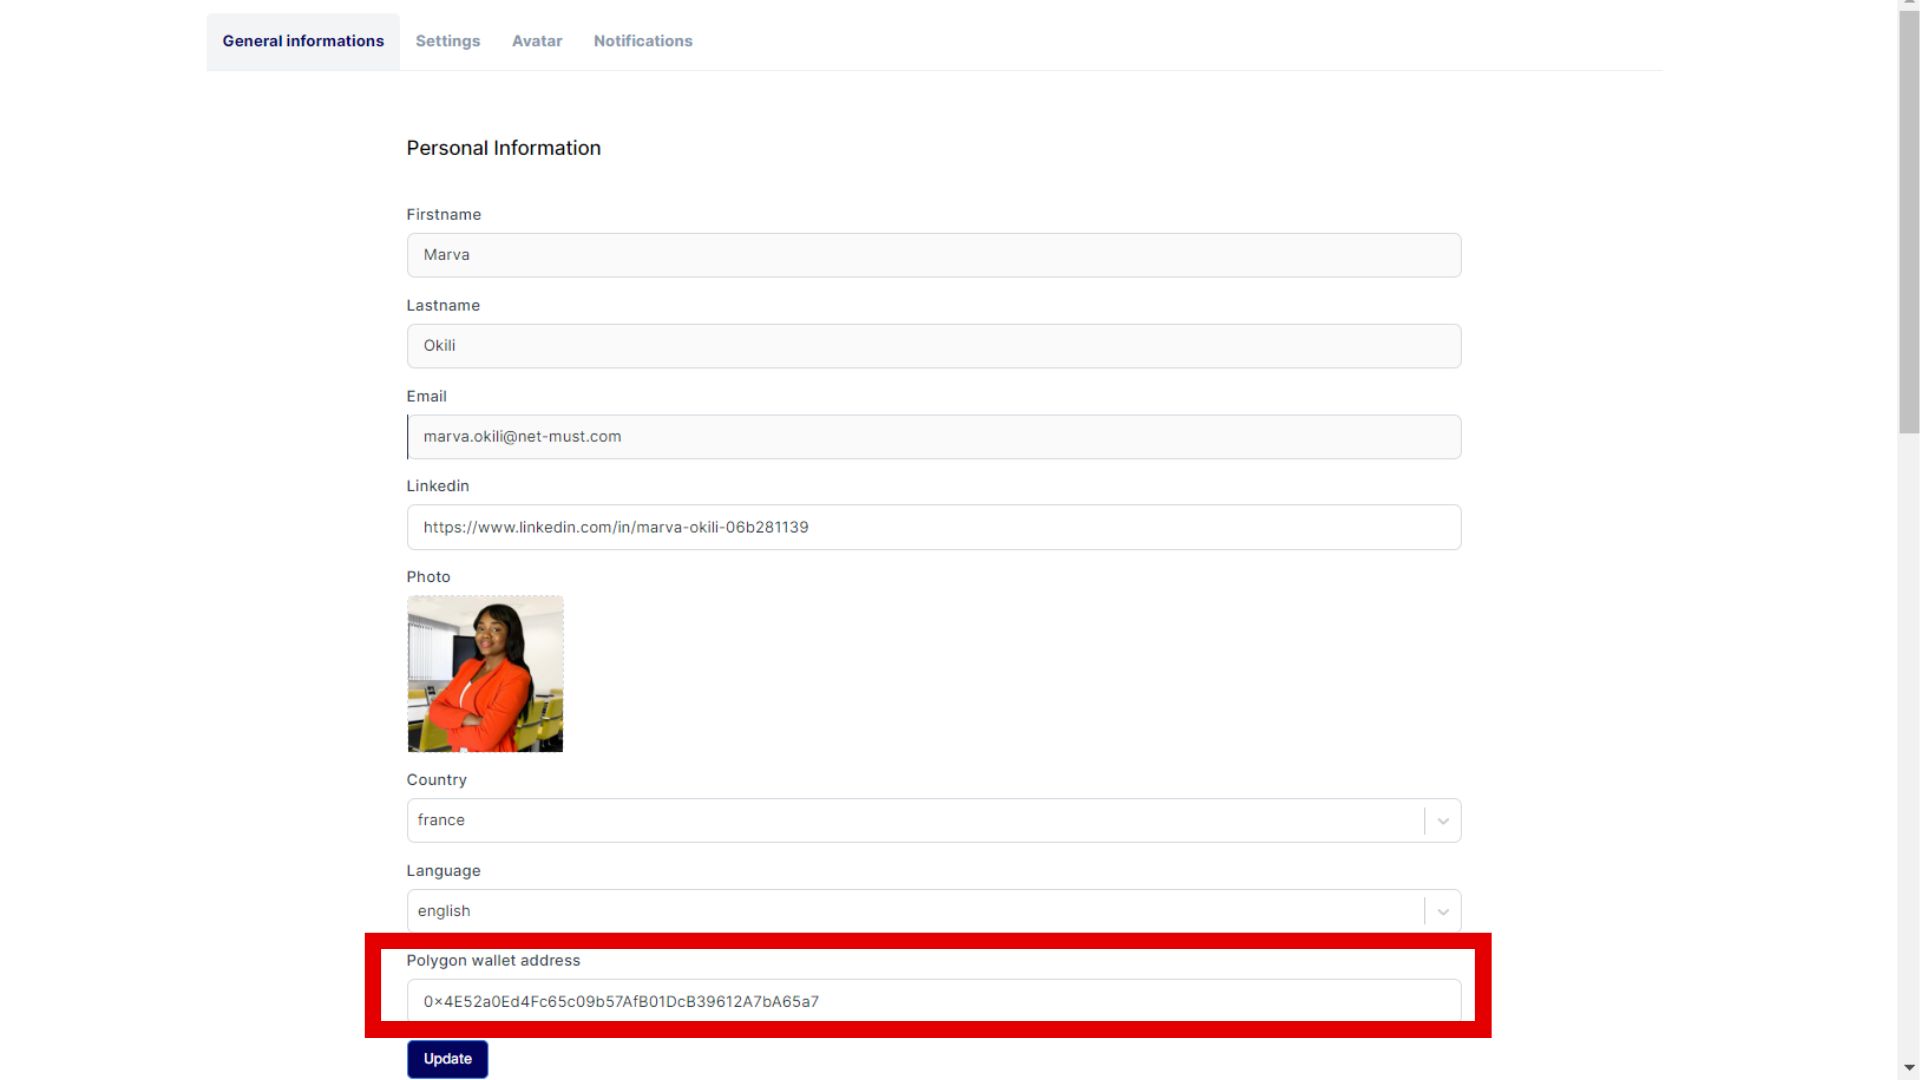 General informations Settings Avatar Notifications
Personal Information
Firstname
Marva
Lastname
Okili
Email
marva.okili@net-must.com
Linkedin
https://www.linkedin.com/in/marva-okili-06b281139
Photo
Country
france
Language
english
Polygon wallet address
0x4E52a0Ed4Fc65c09b57AfB01DcB39612A7bA65a7
Update